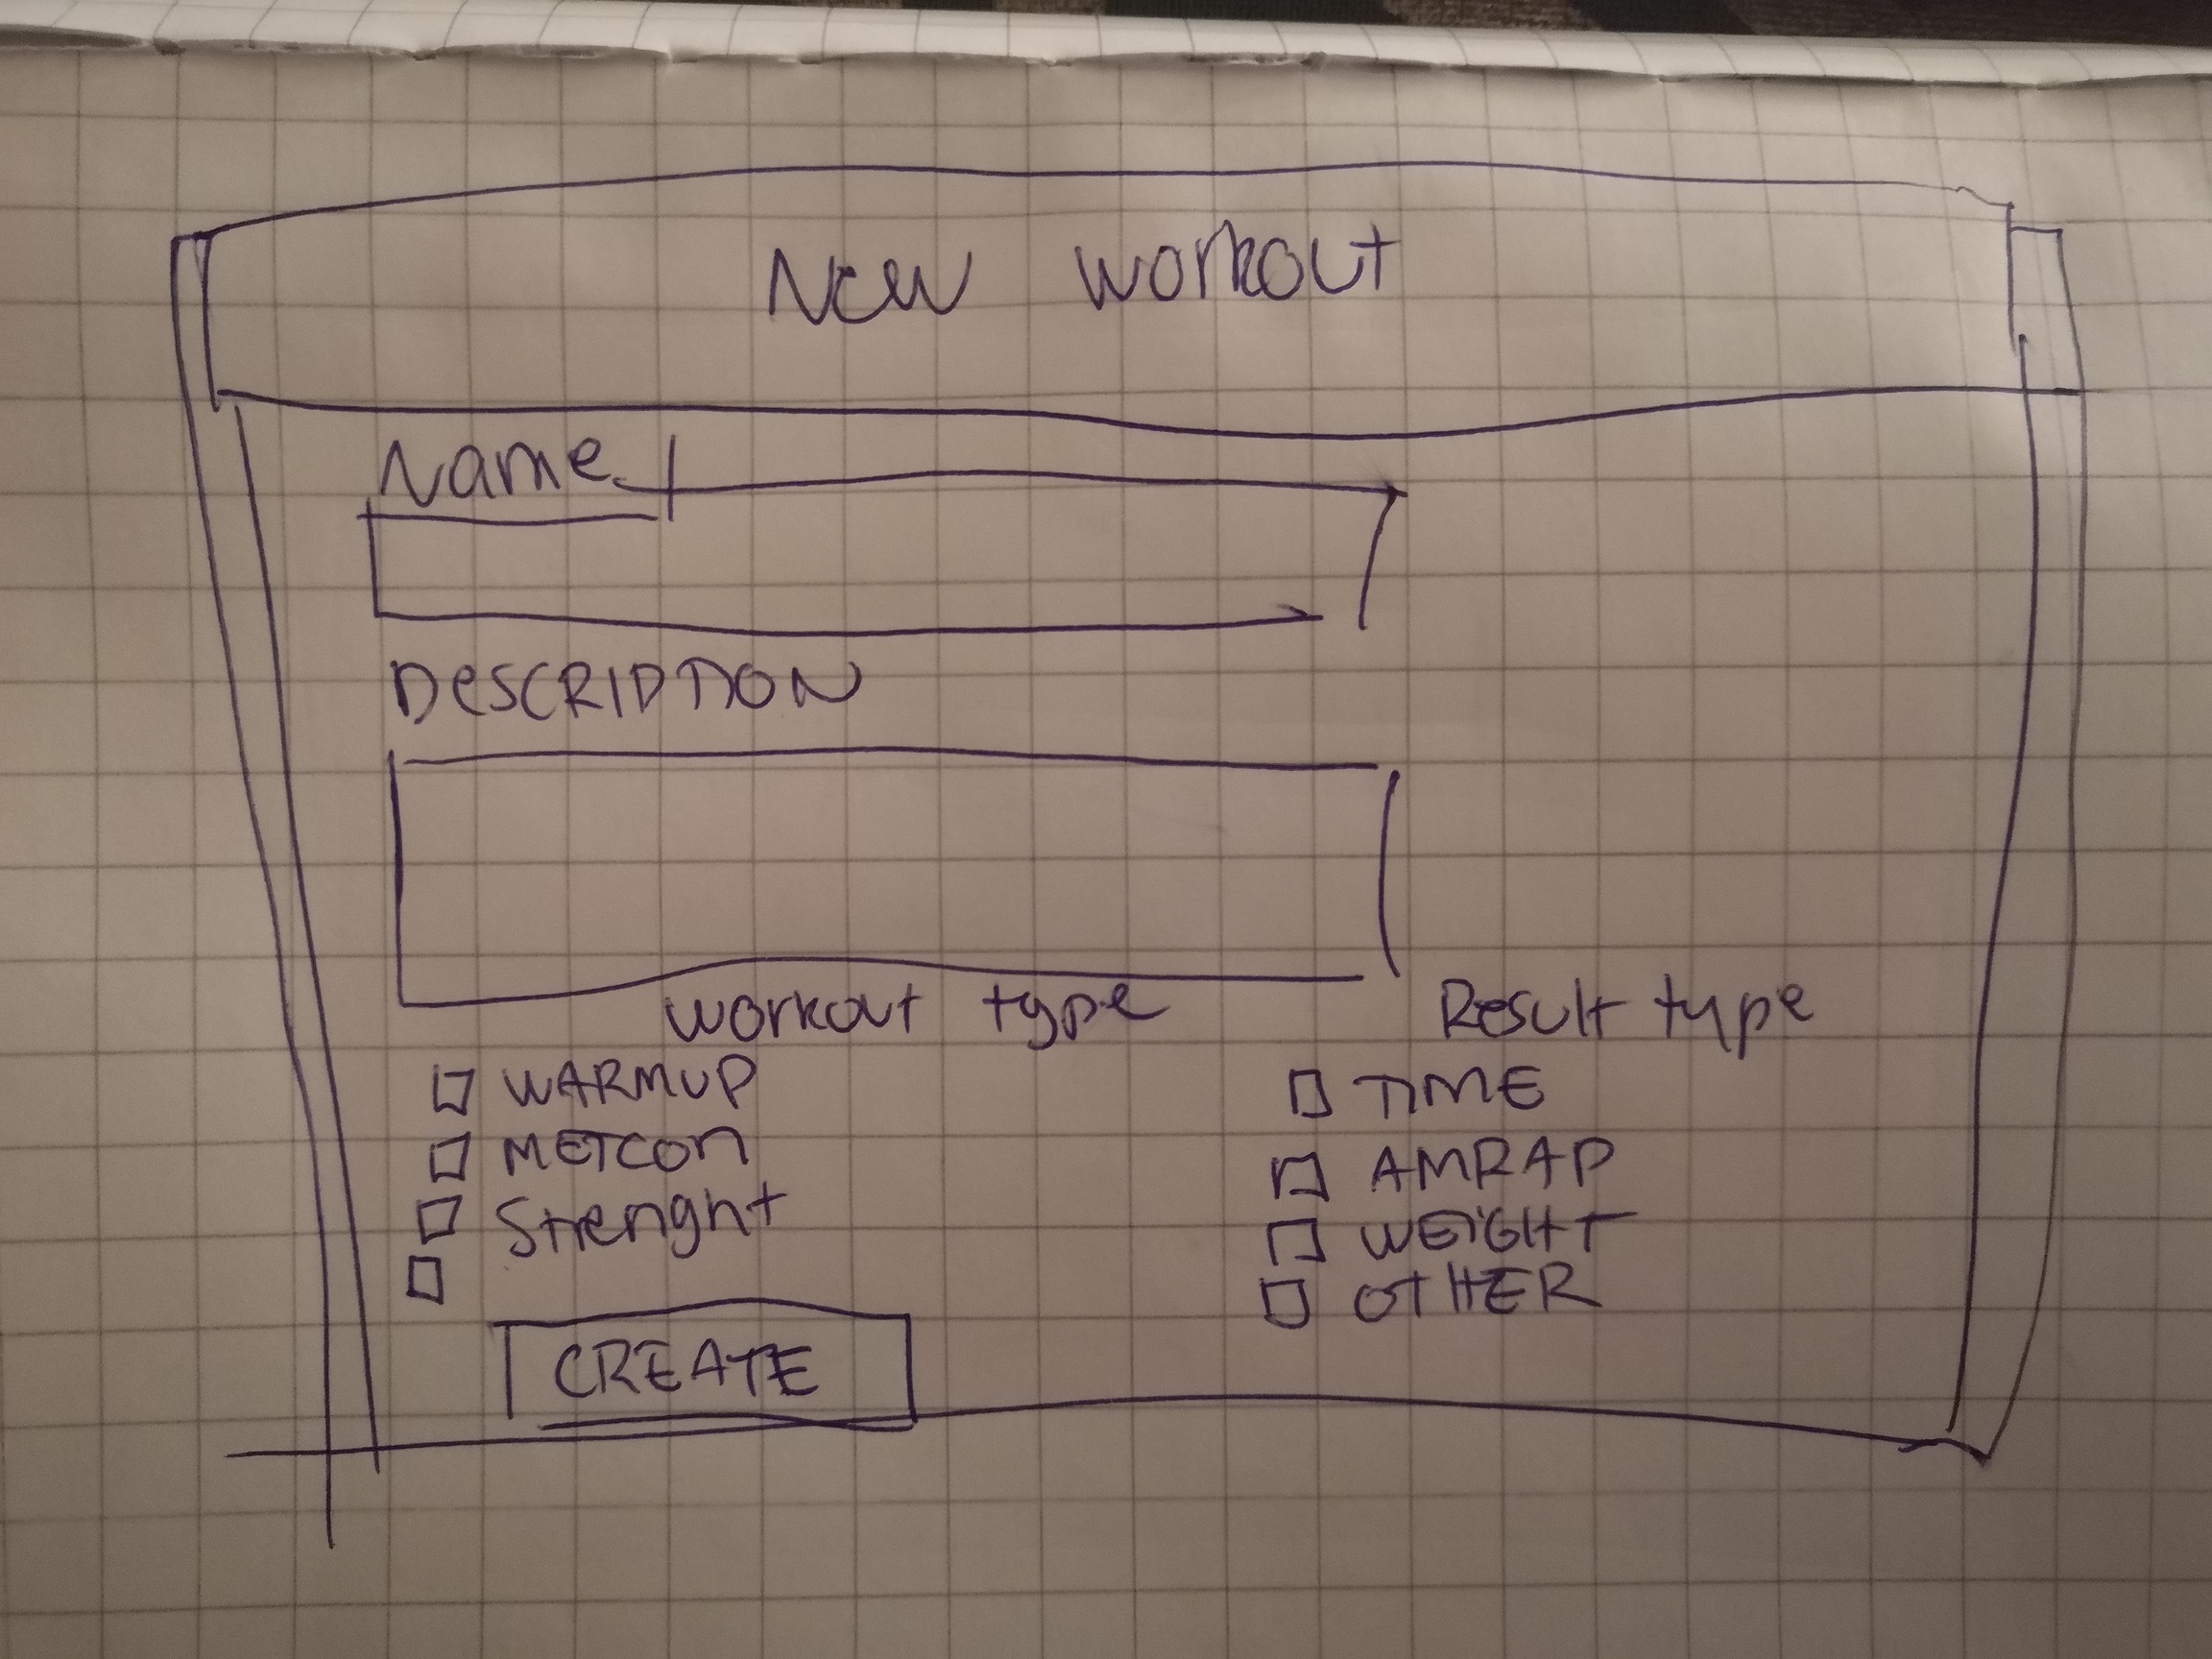 New workout
Name
DESCRIPTION
workout type
WARMUP
METCON
Strenght
Result type
TIME
AMRAP
WEIGHT
OTHER
CREATE